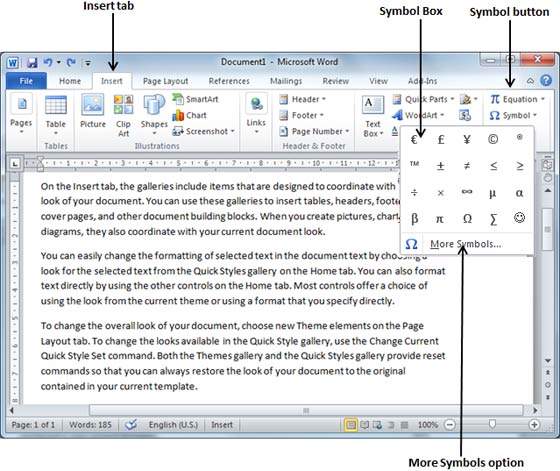 Insert tab
Symbol Box
Symbol button
Document1 - Microsoft Word
File Home Insert Page Layout References Mailings Review View Add-Ins
Pages
Table
Tables
Picture
Clip Art
Shapes
SmartArt
Chart
Screenshot
Illustrations
Links
Header
Footer
Page Number
Header & Footer
Text Box
Quick Parts
WordArt
Equation
Symbol
€ £ ¥ © ®
™ ± ≠ ≤ ≥
÷ × ∞ µ α
β π Ω ∑ ☺
Ω More Symbols...
On the Insert tab, the galleries include items that are designed to coordinate with
look of your document. You can use these galleries to insert tables, headers, foote
cover pages, and other document building blocks. When you create pictures, chart
diagrams, they also coordinate with your current document look.
You can easily change the formatting of selected text in the document text by choosing a
look for the selected text from the Quick Styles gallery on the Home tab. You can also format
text directly by using the other controls on the Home tab. Most controls offer a choice of
using the look from the current theme or using a format that you specify directly.
To change the overall look of your document, choose new Theme elements on the Page
Layout tab. To change the looks available in the Quick Style gallery, use the Change Current
Quick Style Set command. Both the Themes gallery and the Quick Styles gallery provide reset
commands so that you can always restore the look of your document to the original
contained in your current template.
Page: 1 of 1 Words: 185 English (U.S.) Insert 100%
More Symbols option